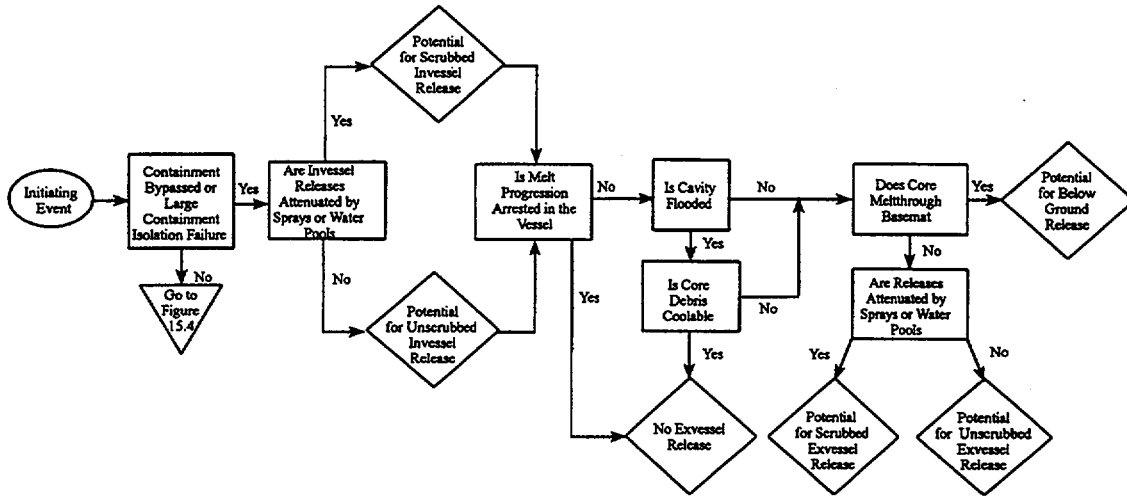 Initiating
Event
Containment
Bypassed or
Large
Containment
Isolation Failure
Yes
No
Go to
Figure
15.4
Are Invessel
Releases
Attenuated by
Sprays or Water
Pools
Yes
No
Potential
for Scrubbed
Invessel
Release
Potential
for Unscrubbed
Invessel
Release
Is Melt
Progression
Arrested in the
Vessel
No
Yes
Is Cavity
Flooded
No
Yes
Is Core
Debris
Coolable
No
Yes
No Exvessel
Release
Does Core
Meltthrough
Basemat
Yes
No
Potential
for Below
Ground
Release
Are Releases
Attenuated by
Sprays or Water
Pools
Yes
No
Potential
for Scrubbed
Exvessel
Release
Potential
for Unscrubbed
Exvessel
Release